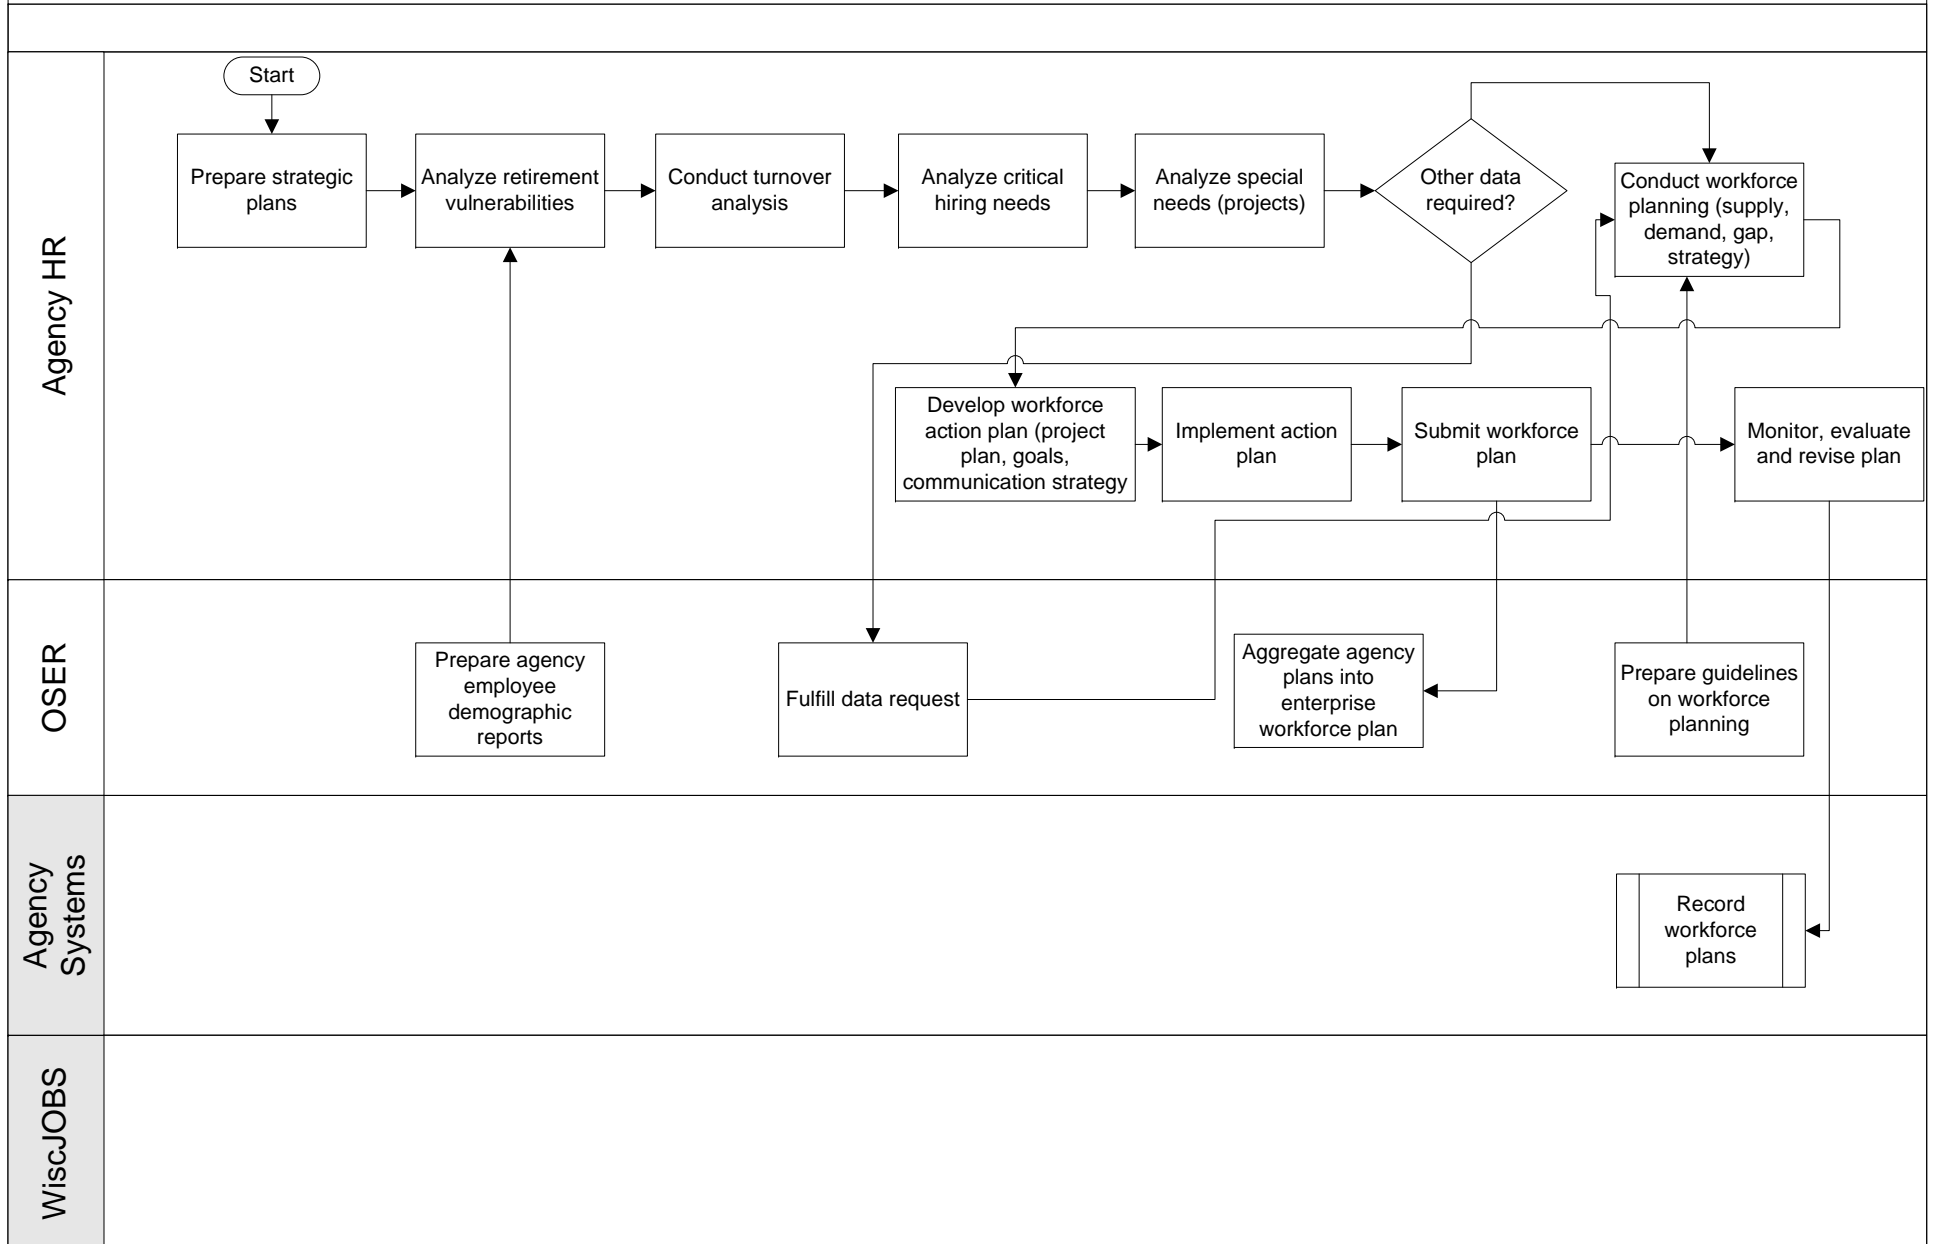 Agency HR
Start
Prepare strategic
plans
Analyze retirement
vulnerabilities
Conduct turnover
analysis
Analyze critical
hiring needs
Analyze special
needs (projects)
Other data
required?
Conduct workforce
planning (supply,
demand, gap,
strategy)
Develop workforce
action plan (project
plan, goals,
communication strategy
Implement action
plan
Submit workforce
plan
Monitor, evaluate
and revise plan
OSER
Prepare agency
employee
demographic
reports
Fulfill data request
Aggregate agency
plans into
enterprise
workforce plan
Prepare guidelines
on workforce
planning
Agency
Systems
Record
workforce
plans
WiscJOBS